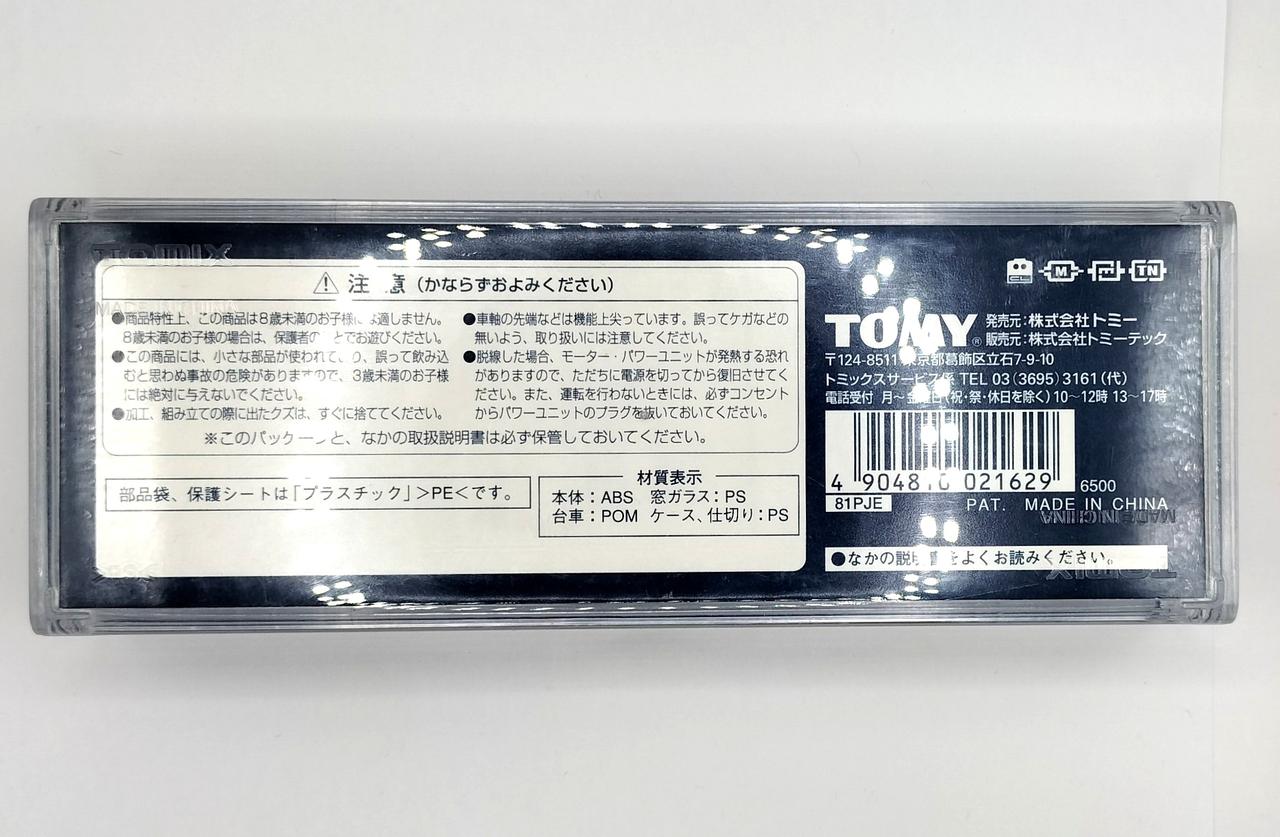 TOMIX
MADE IN CHINA
注 意 (かならずおよみください)
●商品特性上、この商品は8歳未満のお子様に 適しません。
8歳未満のお子様の場合は、保護者の とでお遊びください。
●この商品には、小さな部品が使われて り、誤って飲み込
むと思わぬ事故の危険がありますので、3歳未満のお子様
には絶対に与えないでください。
●加工、組み立ての際に出たクズは、すぐに捨ててください。
●車軸の先端などは機能上尖っています。誤ってケガなどの
無いよう、取り扱いには注意してください。
●脱線した場合、モーター・パワーユニットが発熱する恐れ
がありますので、ただちに電源を切ってから復旧させてく
ださい。また、運転を行わないときには、必ずコンセント
からパワーユニットのプラグを抜いておいてください。
※このパッケージと、なかの取扱説明書は必ず保管しておいてください。
部品袋、保護シートは「プラスチック」>PE<です。
材質表示
本体:ABS 窓ガラス:PS
台車:POM ケース、仕切り:PS
CL M TN
TOMY® 発売元:株式会社トミー
販売元:株式会社トミーテック
〒124-8511 東京都葛飾区立石7-9-10
トミックスサービス係 TEL 03(3695)3161(代)
電話受付 月〜金曜日(祝・祭・休日を除く)10〜12時 13〜17時
4 904810 021629
6500
81PJE
PAT. MADE IN CHINA
MADE IN CHINA
●なかの説明書をよくお読みください。
TOMIX